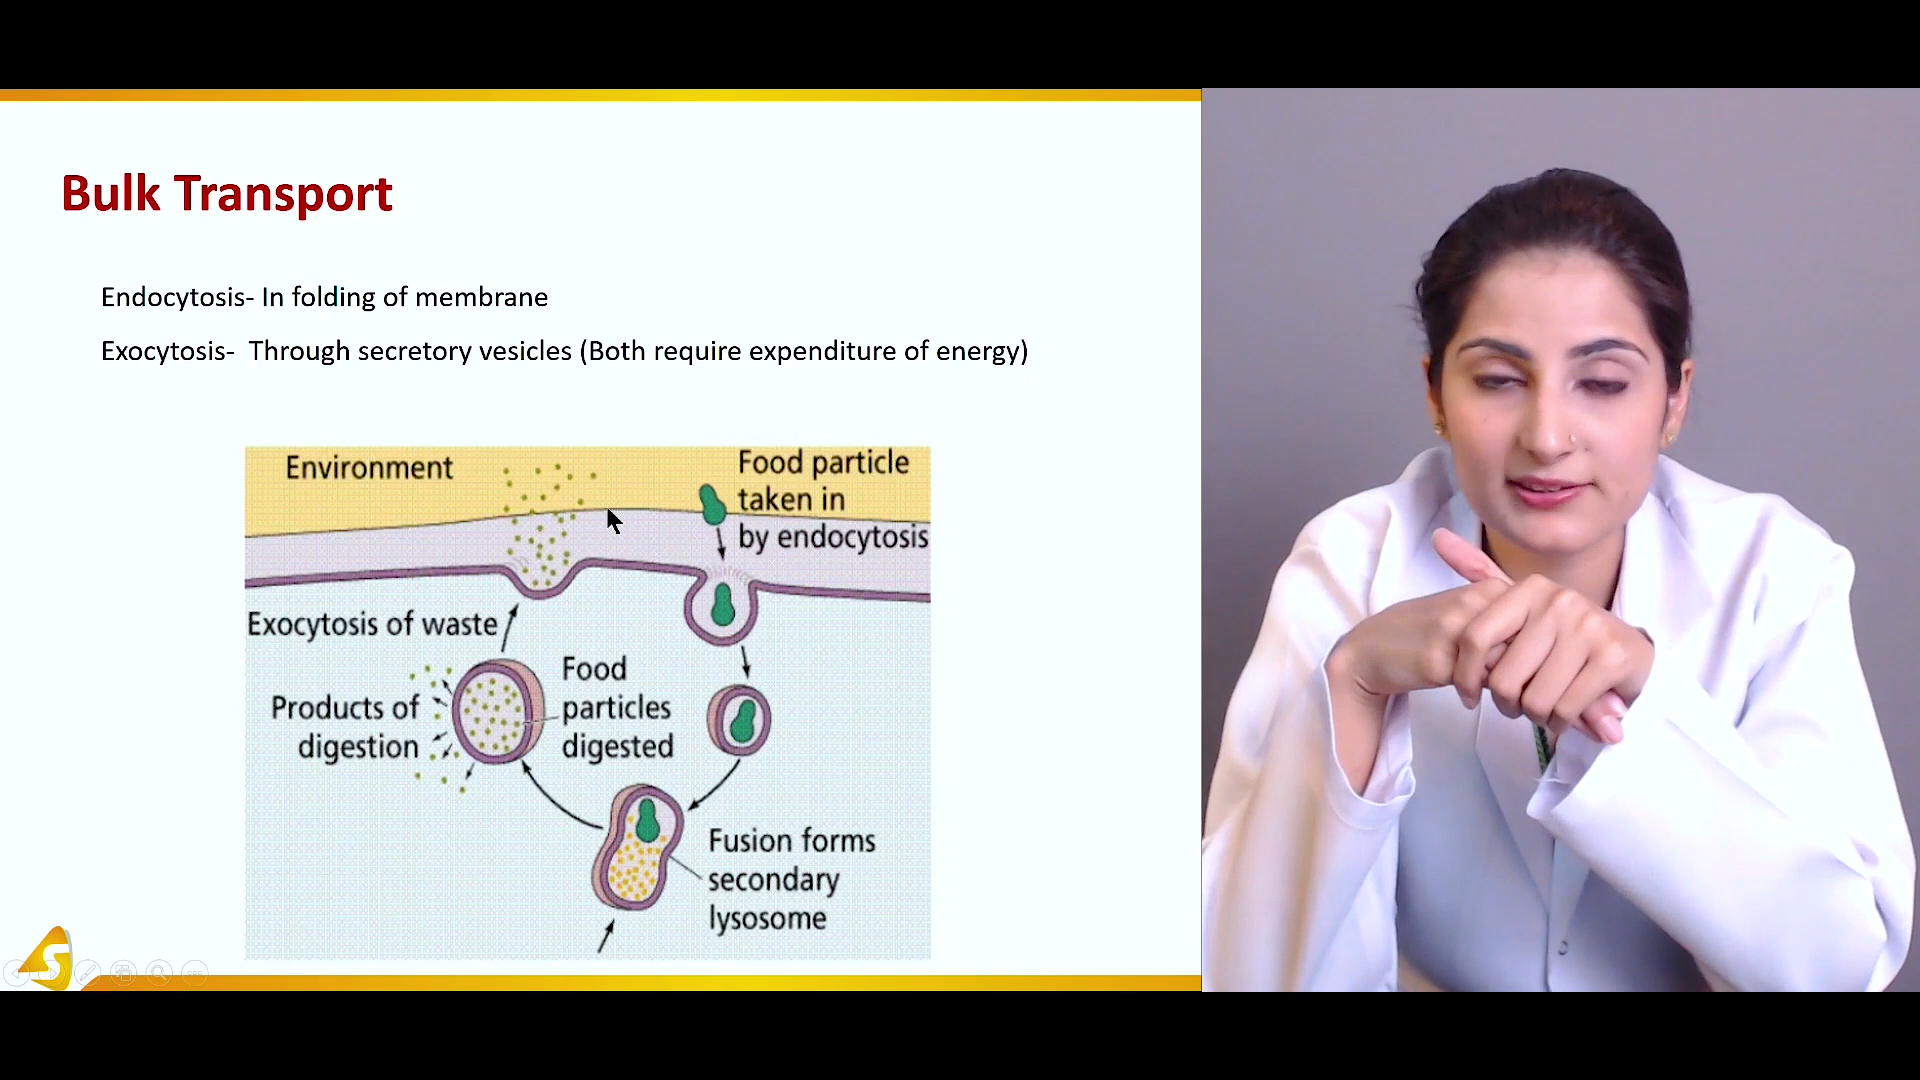 Bulk Transport
Endocytosis- In folding of membrane
Exocytosis- Through secretory vesicles (Both require expenditure of energy)
Environment
Food particle
taken in
by endocytosis
Exocytosis of waste
Food
particles
digested
Products of
digestion
Fusion forms
secondary
lysosome
S